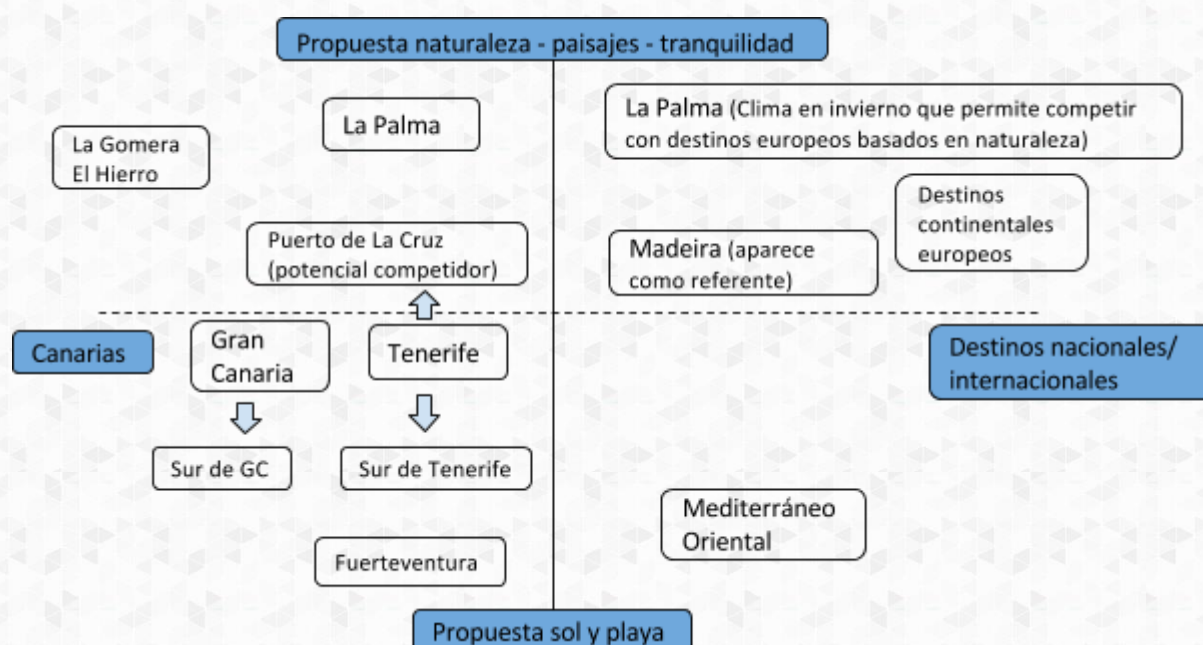 Propuesta naturaleza - paisajes - tranquilidad
La Palma
La Palma (Clima en invierno que permite competir
con destinos europeos basados en naturaleza)
La Gomera
El Hierro
Destinos
continentales
europeos
Puerto de La Cruz
(potencial competidor)
Madeira (aparece
como referente)
Canarias
Gran
Canaria
Tenerife
Destinos nacionales/
internacionales
Sur de GC
Sur de Tenerife
Mediterráneo
Oriental
Fuerteventura
Propuesta sol y playa